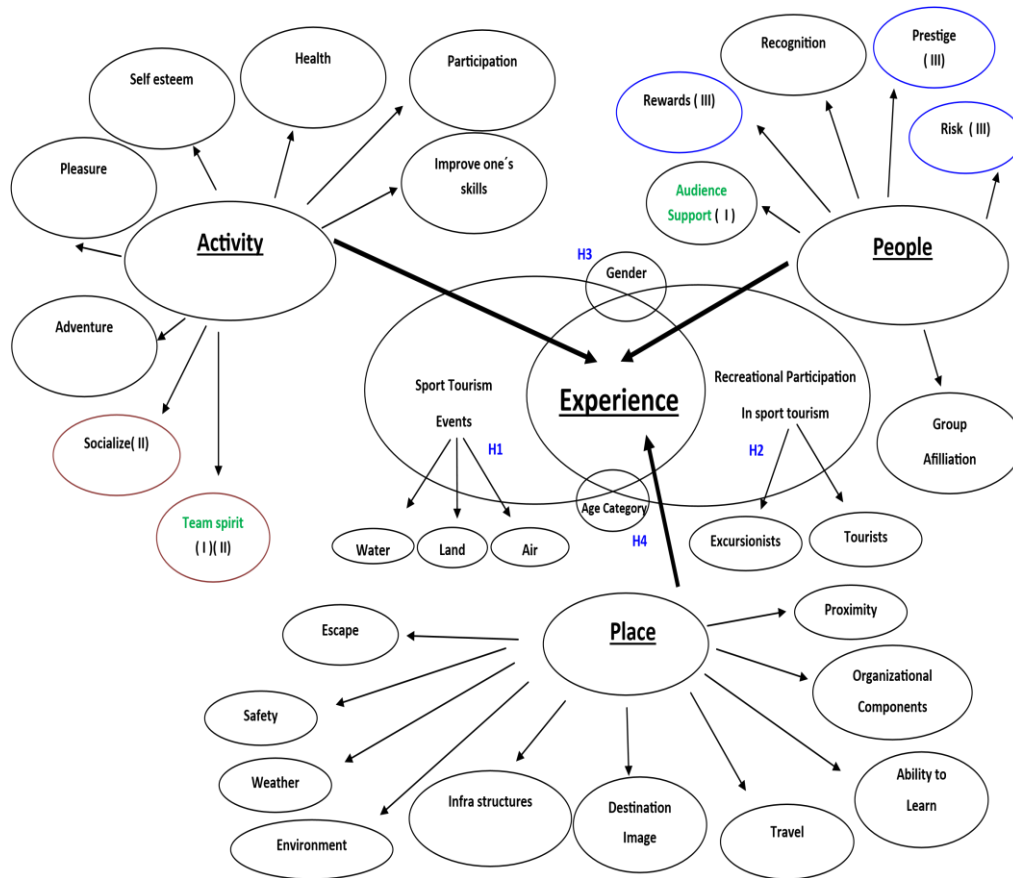 Health
Participation
Self esteem
Pleasure
Improve one´s
skills
Activity
Adventure
Socialize( II)
Team spirit
( I )( II)
Recognition
Prestige
( III)
Rewards ( III)
Risk ( III)
Audience
Support ( I )
People
Group
Afilliation
H3
Gender
Sport Tourism
Events
H1
Experience
Recreational Participation
In sport tourism
H2
Age Category
H4
Water
Land
Air
Excursionists
Tourists
Place
Escape
Safety
Weather
Environment
Infra structures
Destination
Image
Travel
Ability to
Learn
Organizational
Components
Proximity